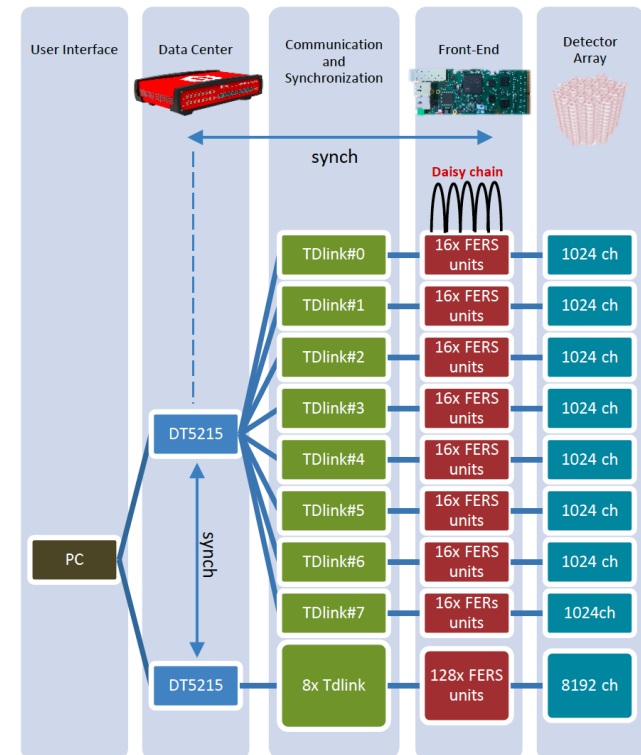 User Interface
Data Center
Communication
and
Synchronization
Front-End
Detector
Array
synch
Daisy chain
TDlink#0
16x FERS
units
1024 ch
TDlink#1
16x FERS
units
1024 ch
TDlink#2
16x FERS
units
1024 ch
TDlink#3
16x FERS
units
1024 ch
DT5215
TDlink#4
16x FERS
units
1024 ch
TDlink#5
16x FERS
units
1024 ch
synch
PC
TDlink#6
16x FERS
units
1024 ch
TDlink#7
16x FERs
units
1024ch
DT5215
8x Tdlink
128x FERS
units
8192 ch